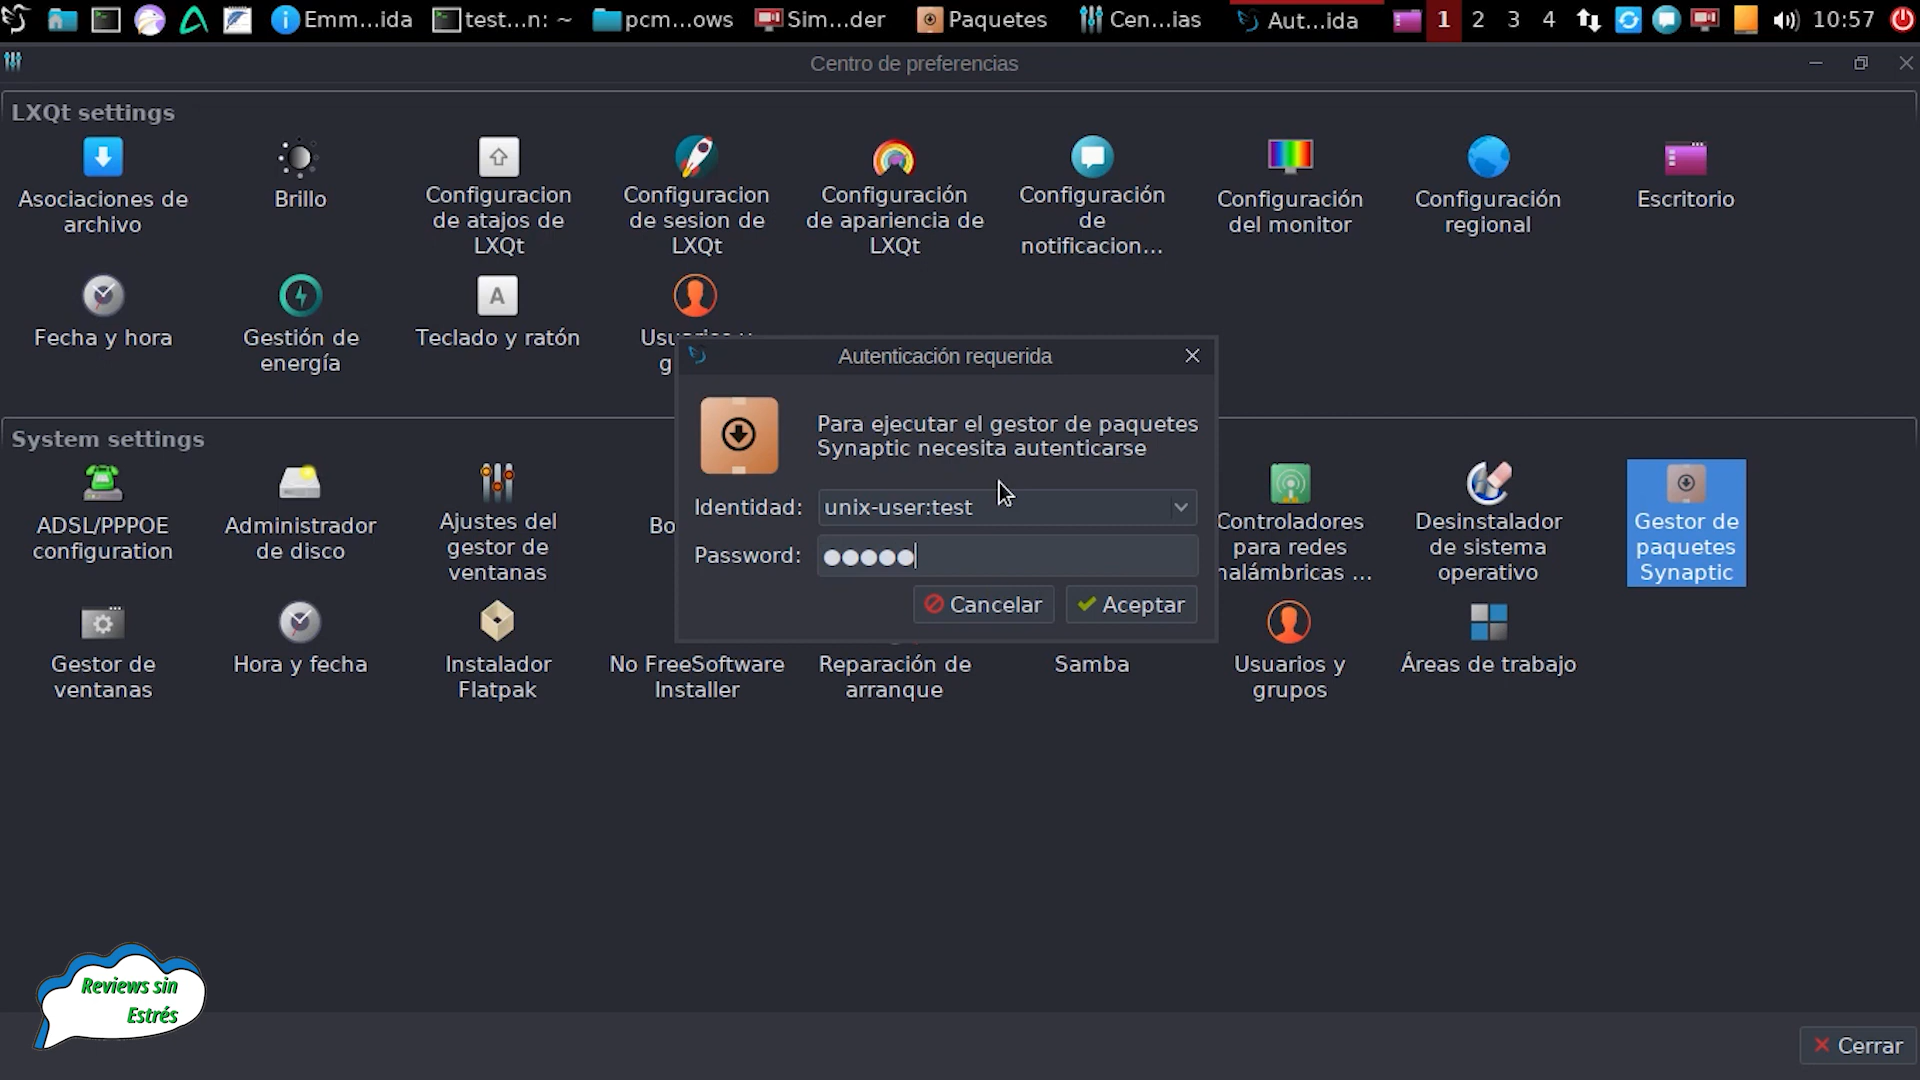 Emm...ida
test...n: ~
pcm...ows
Sim...der
Paquetes
Cen...ias
Aut...ida
1 2 3 4
10:57
Centro de preferencias
LXQt settings
Asociaciones de
archivo
Brillo
Configuracion
de atajos de
LXQt
Configuracion
de sesion de
LXQt
Configuración
de apariencia de
LXQt
Configuración
de
notificacion...
Configuración
del monitor
Configuración
regional
Escritorio
Fecha y hora
Gestión de
energía
A
Teclado y ratón
Autenticación requerida
Para ejecutar el gestor de paquetes
Synaptic necesita autenticarse
Identidad: unix-user:test
Password: ●●●●●
Cancelar
Aceptar
System settings
ADSL/PPPOE
configuration
Administrador
de disco
Ajustes del
gestor de
ventanas
Bo
Controladores
para redes
nalámbricas ...
Desinstalador
de sistema
operativo
Gestor de
paquetes
Synaptic
Gestor de
ventanas
Hora y fecha
Instalador
Flatpak
No FreeSoftware
Installer
Reparación de
arranque
Samba
Usuarios y
grupos
Áreas de trabajo
Reviews sin
Estrés
Cerrar